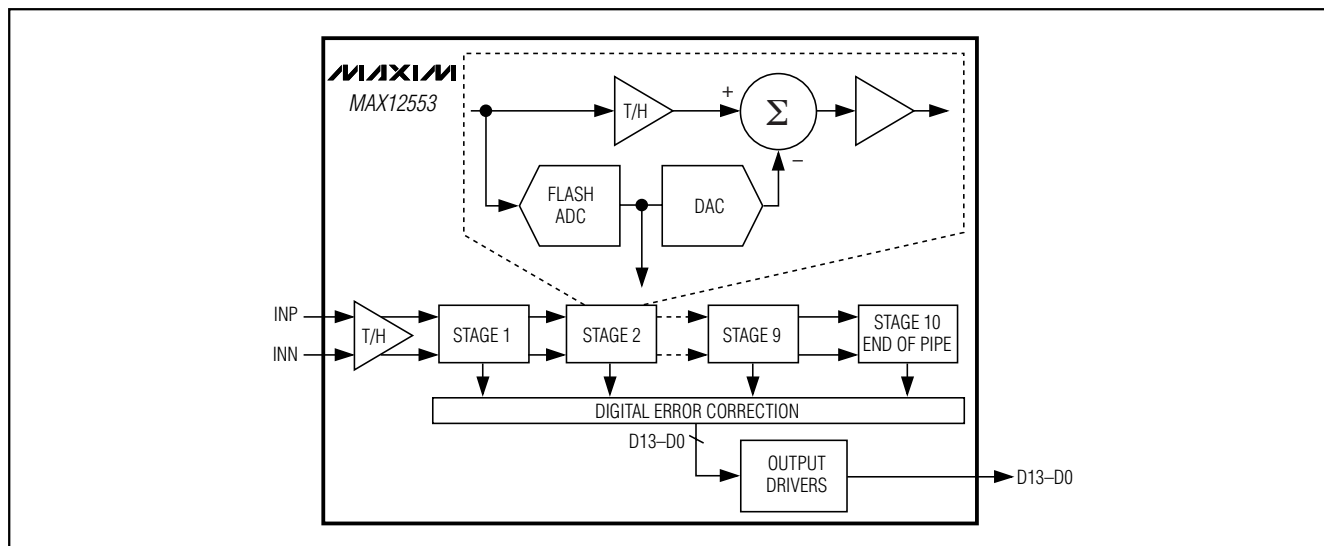 MAXIM
MAX12553
T/H
+
Σ
−
FLASH
ADC
DAC
INP
INN
T/H
STAGE 1
STAGE 2
STAGE 9
STAGE 10
END OF PIPE
DIGITAL ERROR CORRECTION
D13–D0
OUTPUT
DRIVERS
D13–D0